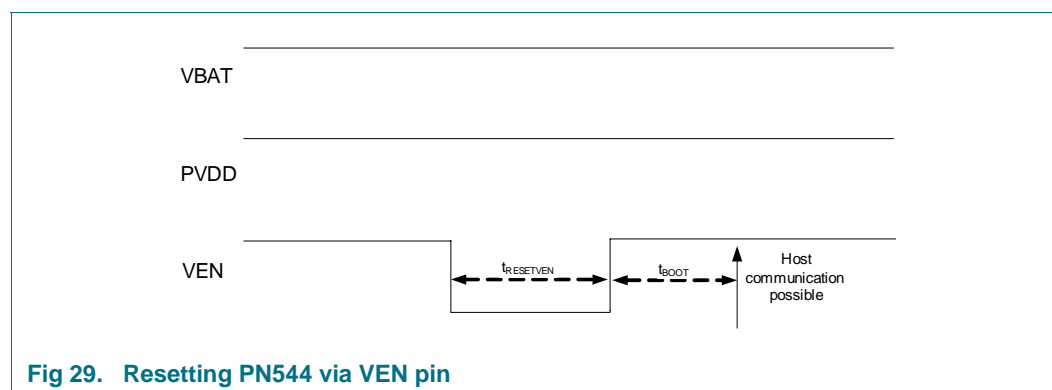 VBAT
PVDD
VEN
tRESETVEN
tBOOT
Host
communication
possible
Fig 29. Resetting PN544 via VEN pin